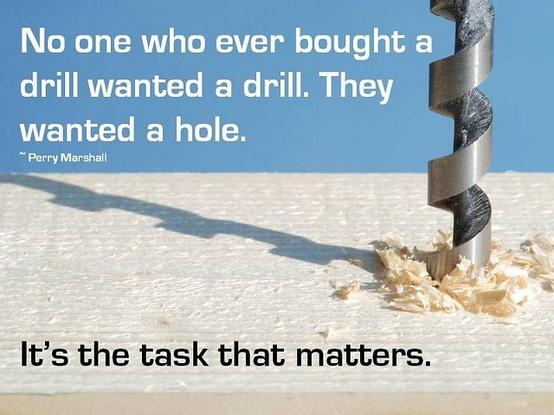 No one who ever bought a
drill wanted a drill. They
wanted a hole.
~ Perry Marshall
It's the task that matters.